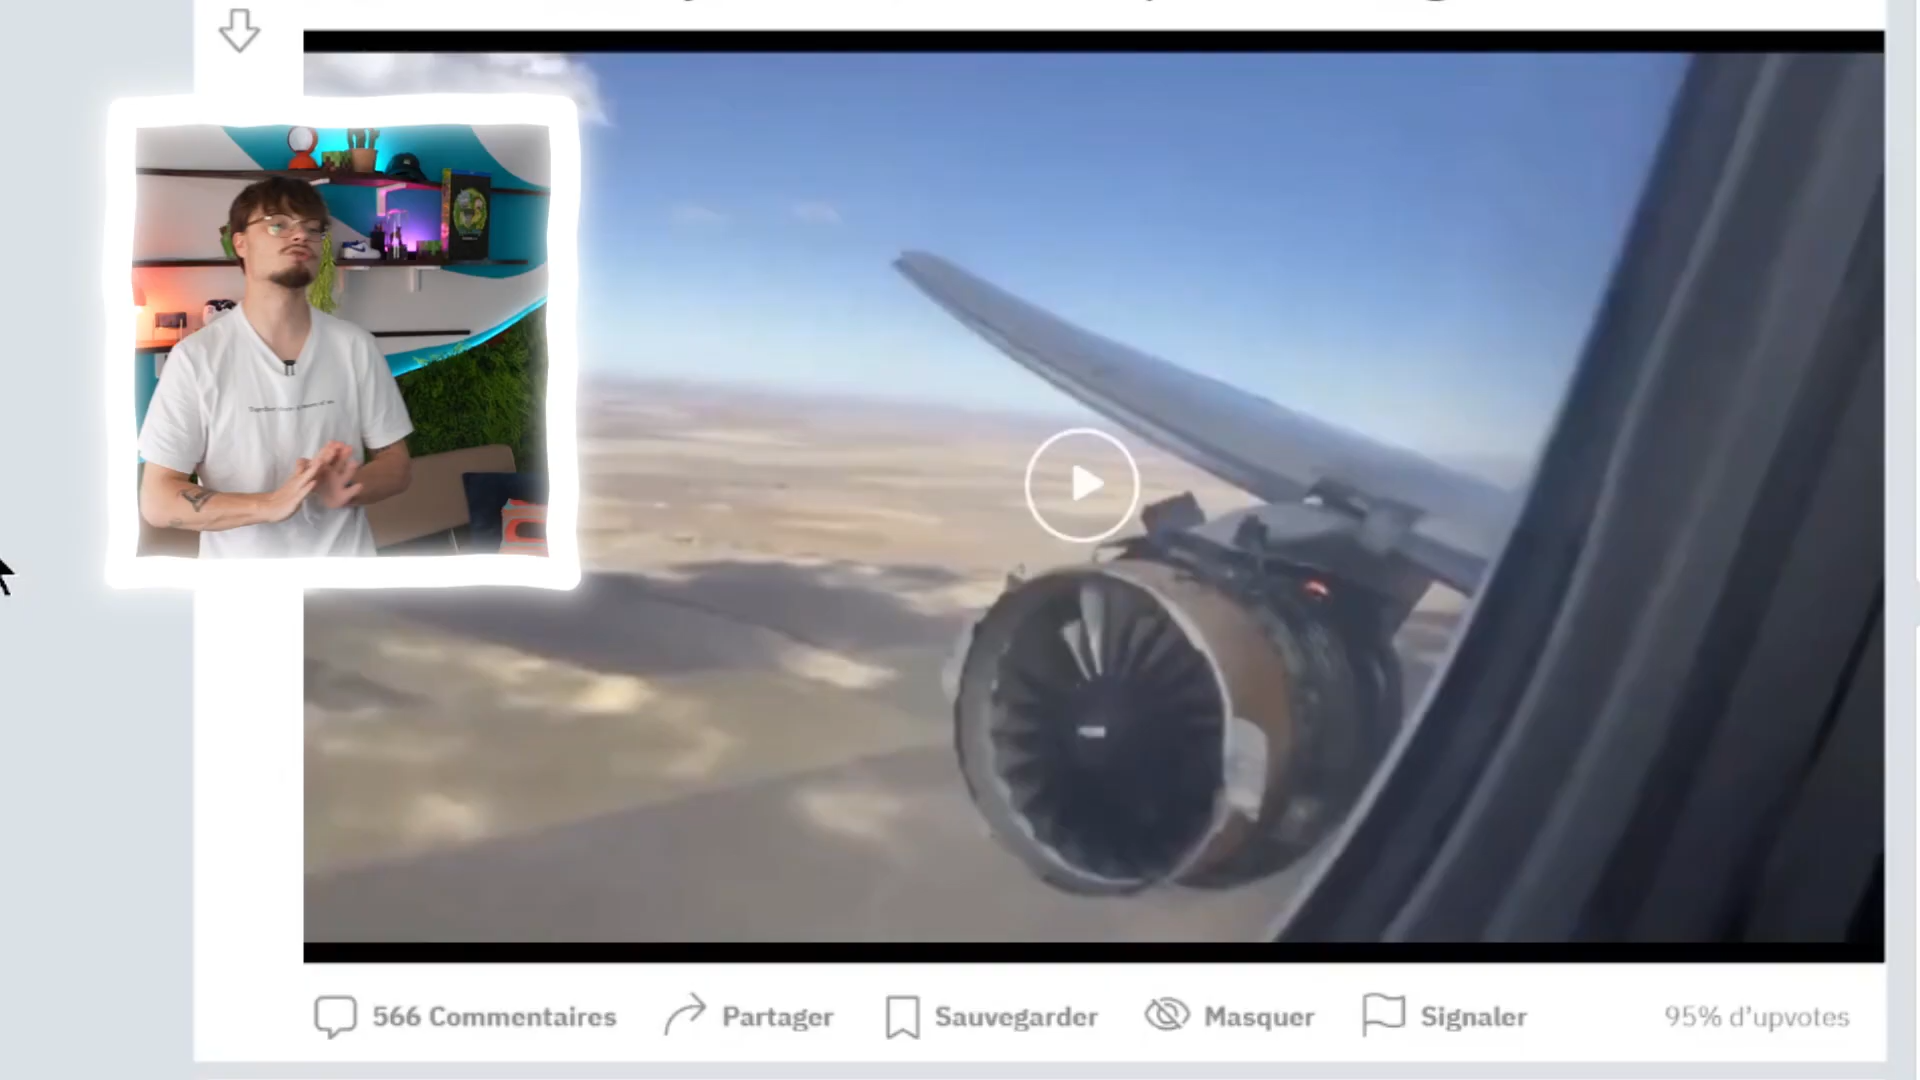 566 Commentaires
Partager
Sauvegarder
Masquer
Signaler
95% d'upvotes